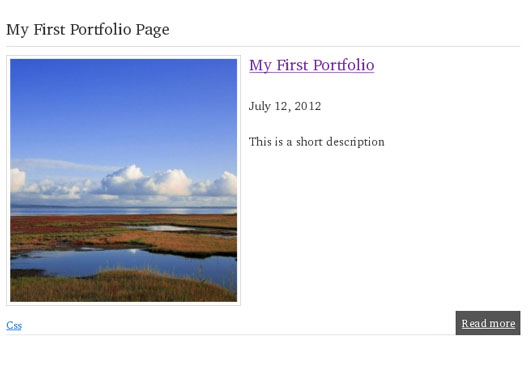 My First Portfolio Page
My First Portfolio
July 12, 2012
This is a short description
Css
Read more